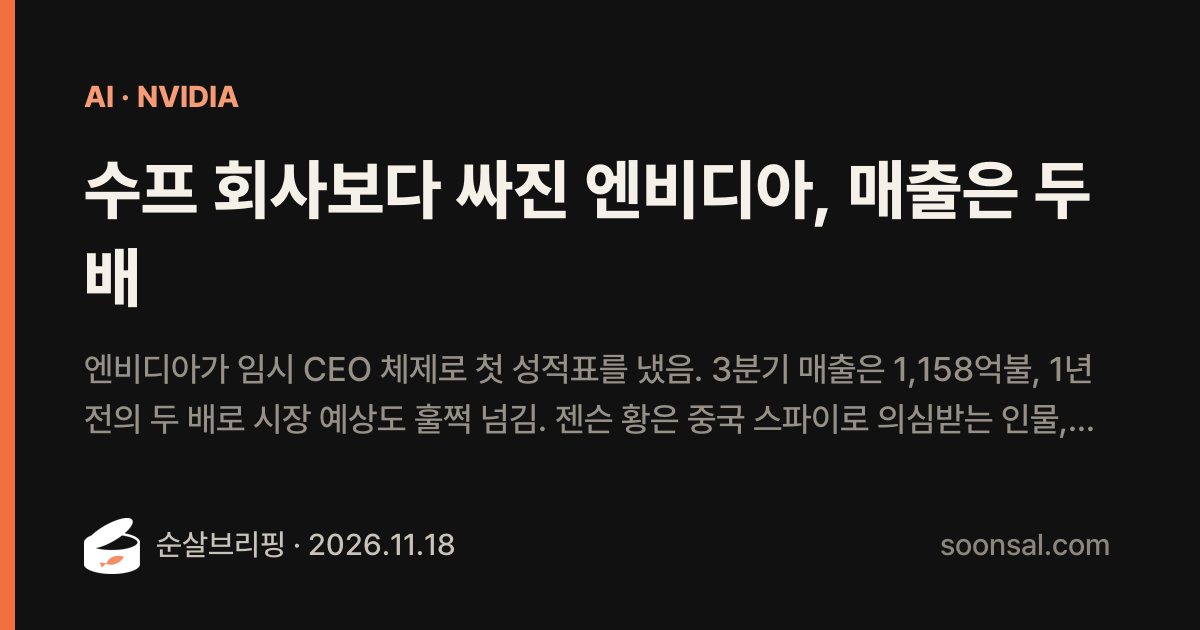 AI · NVIDIA
수프 회사보다 싸진 엔비디아, 매출은 두
배
엔비디아가 임시 CEO 체제로 첫 성적표를 냈음. 3분기 매출은 1,158억불, 1년
전의 두 배로 시장 예상도 훌쩍 넘김. 젠슨 황은 중국 스파이로 의심받는 인물,...
순살브리핑 · 2026.11.18
soonsal.com